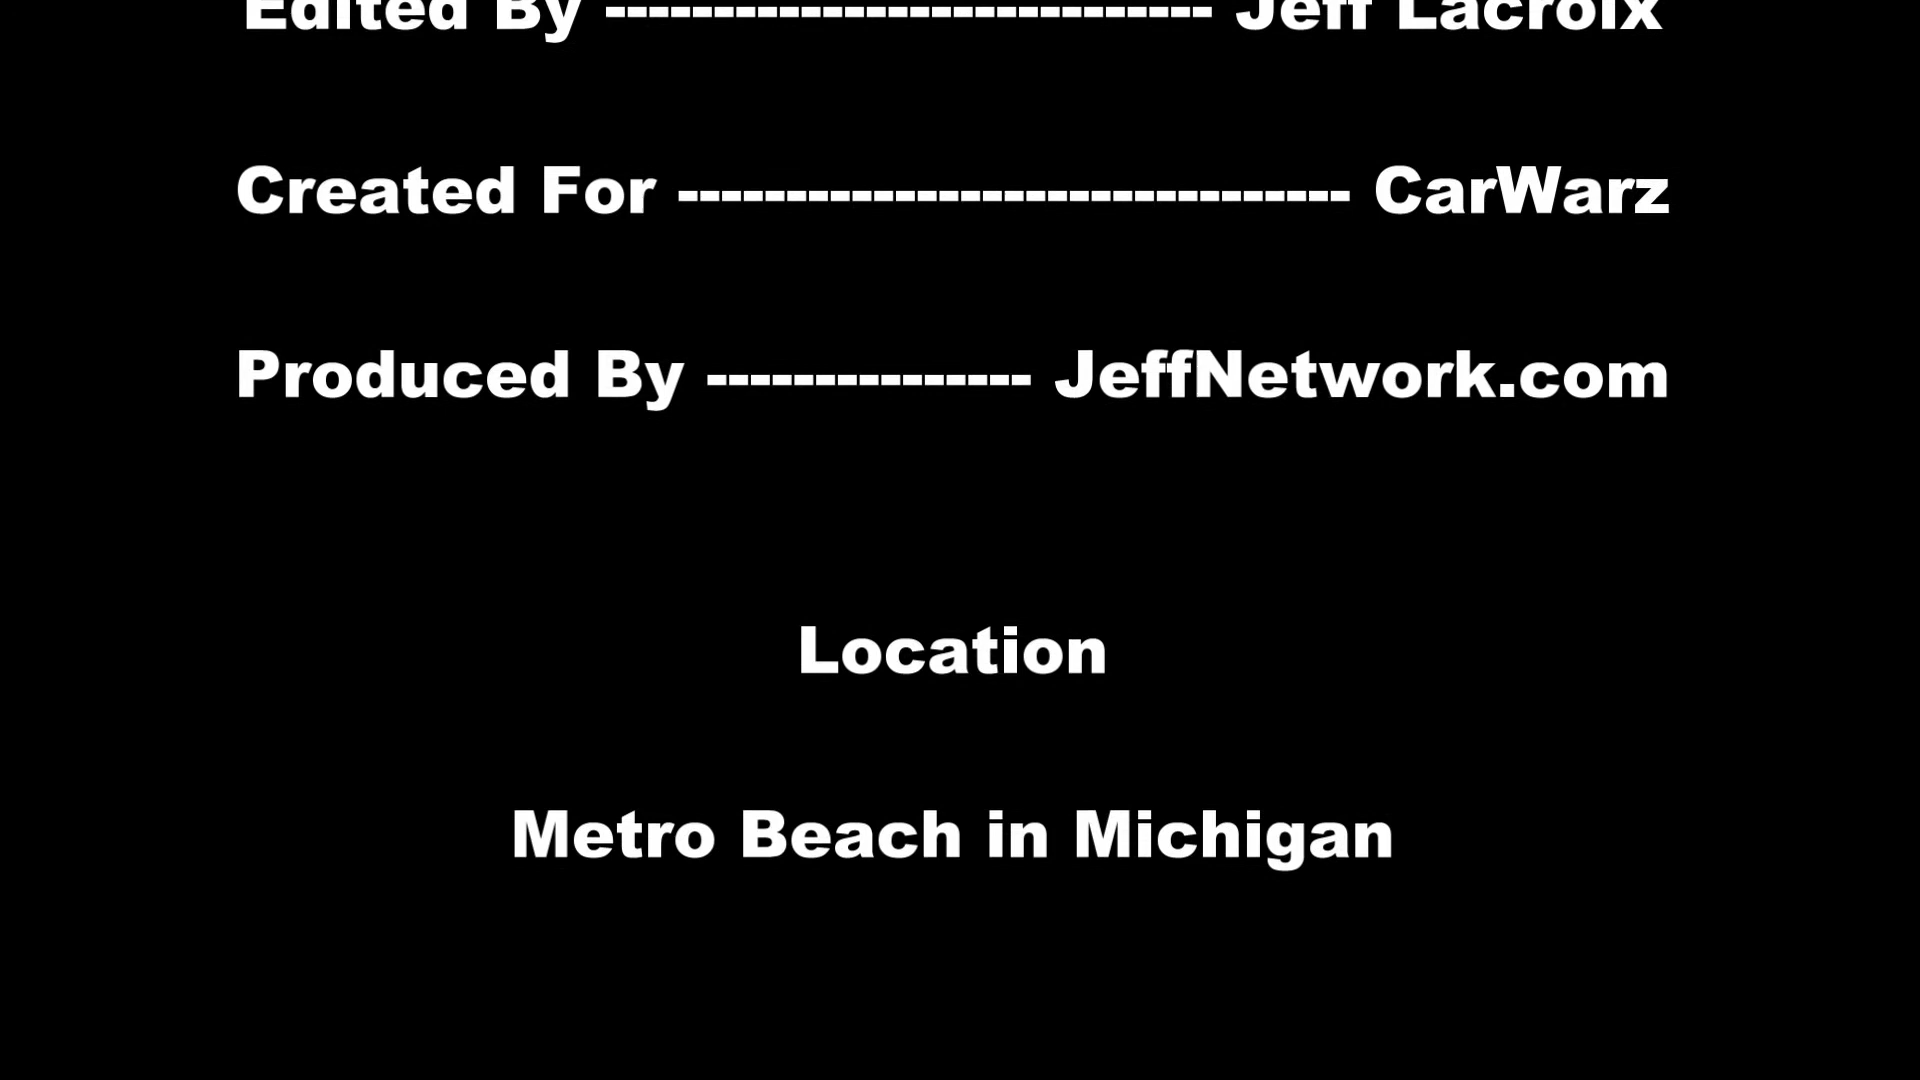 Edited By ---------------------------- Jeff Lacroix
Created For ------------------------------- CarWarz
Produced By --------------- JeffNetwork.com
Location
Metro Beach in Michigan